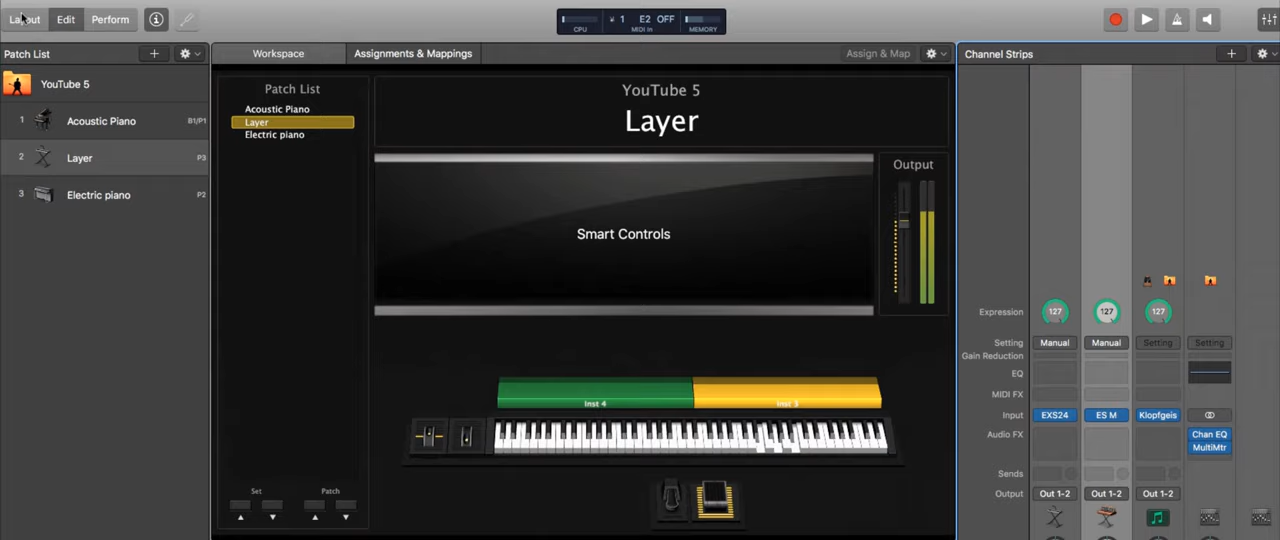 Layout Edit Perform
1 E2 OFF
CPU MIDI IN MEMORY
Patch List
Workspace Assignments & Mappings Assign & Map
Channel Strips
YouTube 5
1 Acoustic Piano B1/P1
2 Layer P3
3 Electric piano P2
Patch List
Acoustic Piano
Layer
Electric piano
Set Patch
YouTube 5
Layer
Smart Controls
Output
Inst 4 Inst 3
Expression 127 127 127
Setting Manual Manual Setting Setting
Gain Reduction
EQ
MIDI FX
Input EXS24 ES M Klopfgeis
Audio FX Chan EQ
MultiMtr
Sends
Output Out 1-2 Out 1-2 Out 1-2